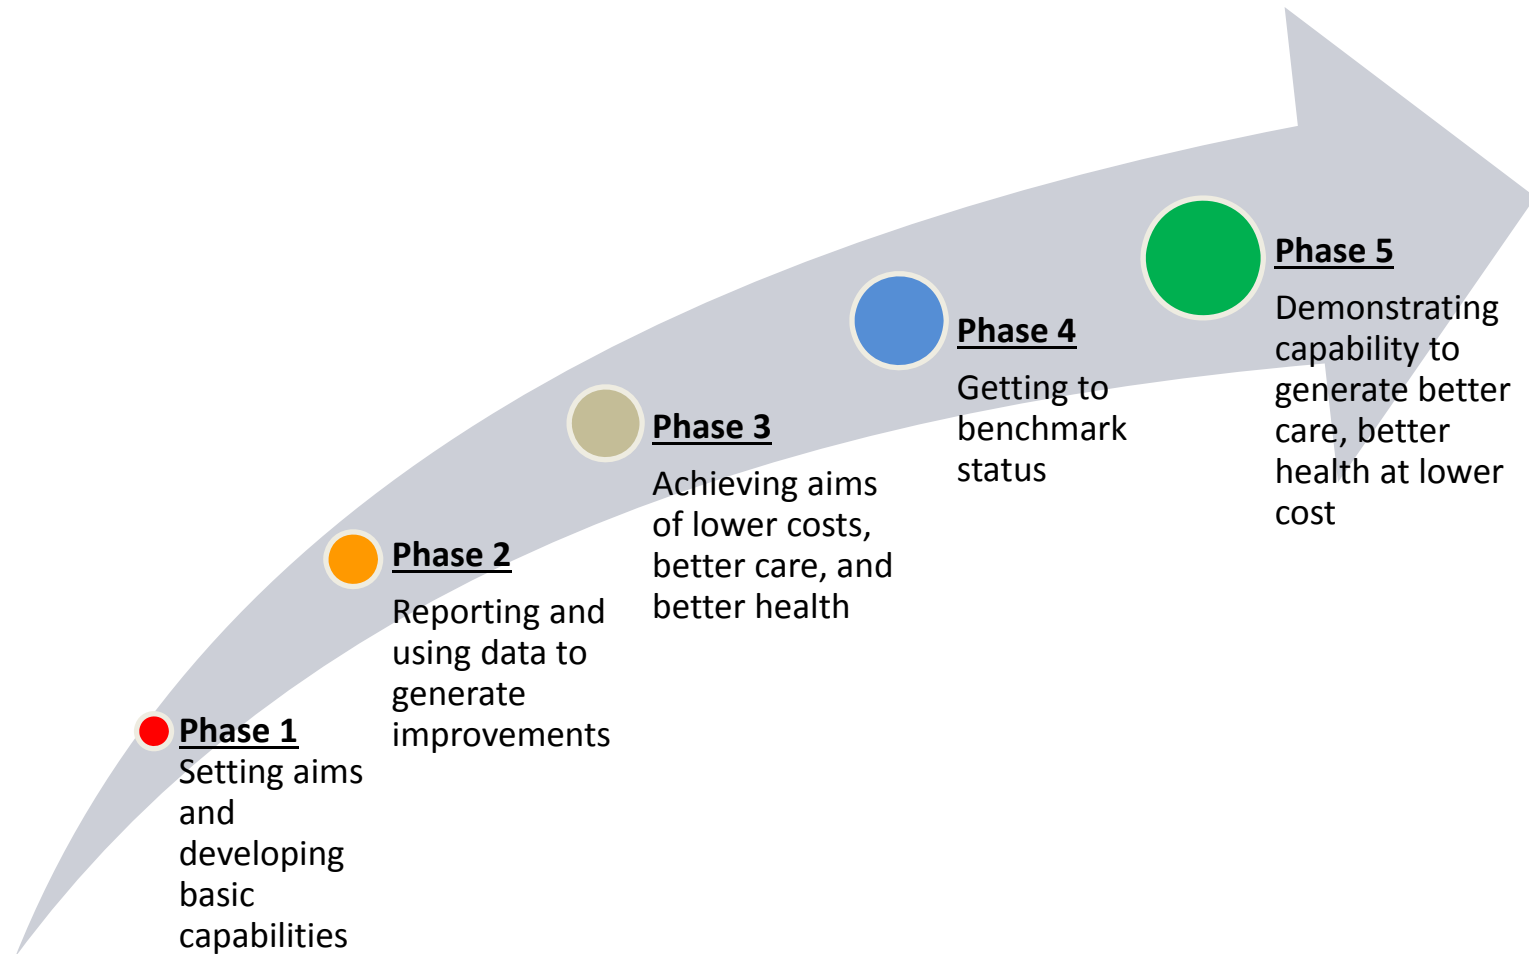 Phase 1
Setting aims
and
developing
basic
capabilities
Phase 2
Reporting and
using data to
generate
improvements
Phase 3
Achieving aims
of lower costs,
better care, and
better health
Phase 4
Getting to
benchmark
status
Phase 5
Demonstrating
capability to
generate better
care, better
health at lower
cost